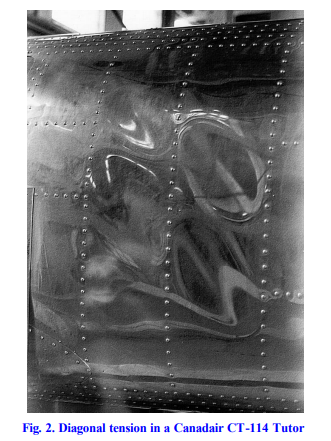 Fig. 2. Diagonal tension in a Canadair CT-114 Tutor